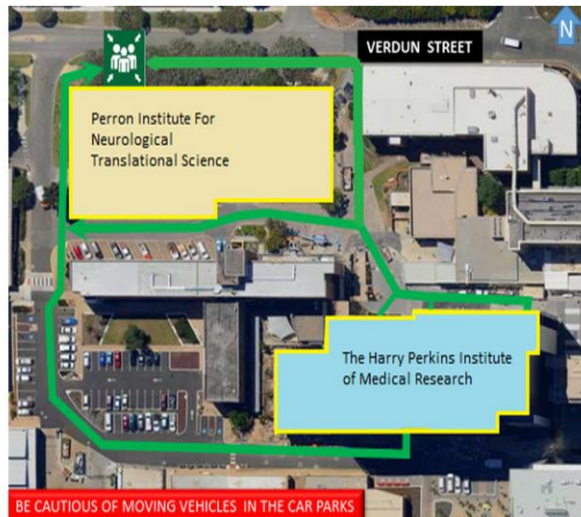 N
VERDUN STREET
Perron Institute For
Neurological
Translational Science
The Harry Perkins Institute
of Medical Research
BE CAUTIOUS OF MOVING VEHICLES IN THE CAR PARKS